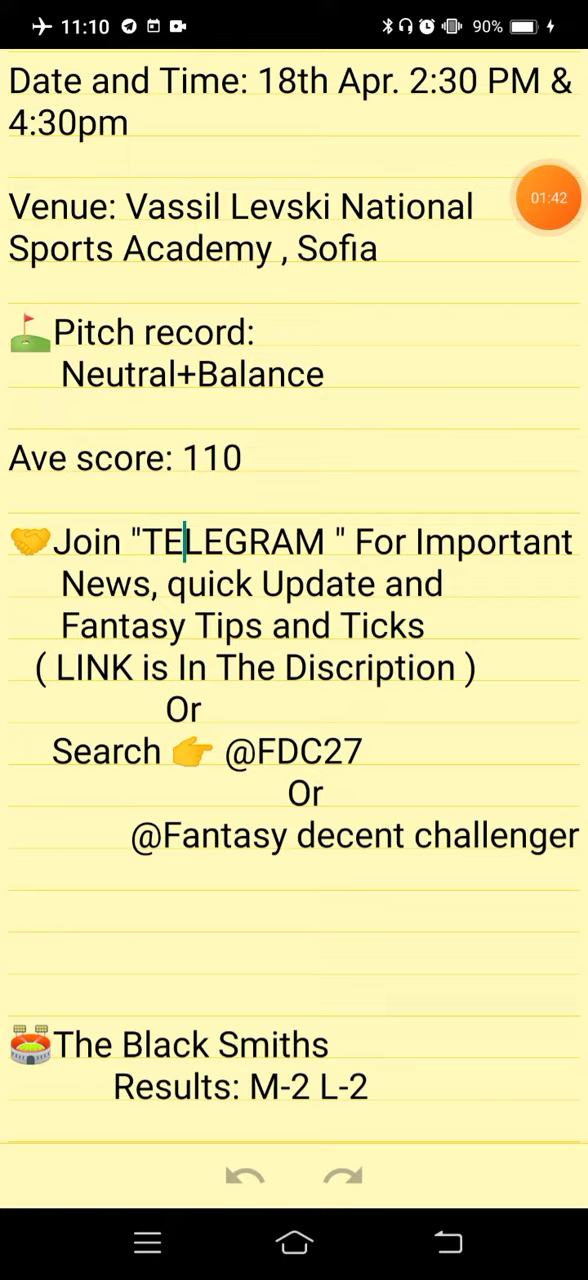 11:10 90%
Date and Time: 18th Apr. 2:30 PM &
4:30pm
01:42
Venue: Vassil Levski National
Sports Academy , Sofia
Pitch record:
Neutral+Balance
Ave score: 110
Join "TELEGRAM " For Important
News, quick Update and
Fantasy Tips and Ticks
( LINK is In The Discription )
Or
Search 👉 @FDC27
Or
@Fantasy decent challenger
The Black Smiths
Results: M-2 L-2